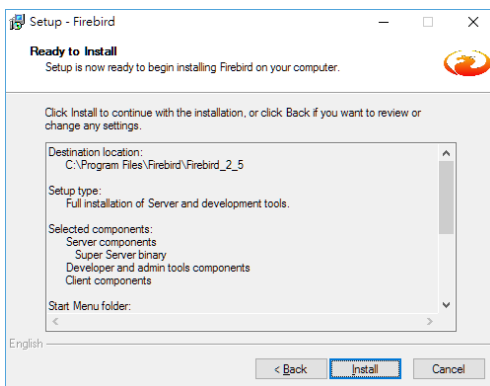 Setup - Firebird
Ready to Install
Setup is now ready to begin installing Firebird on your computer.
Click Install to continue with the installation, or click Back if you want to review or
change any settings.
Destination location:
C:\Program Files\Firebird\Firebird_2_5
Setup type:
Full installation of Server and development tools.
Selected components:
Server components
Super Server binary
Developer and admin tools components
Client components
Start Menu folder:
English
< Back
Install
Cancel